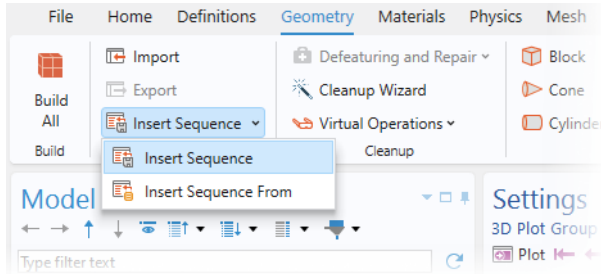 File Home Definitions Geometry Materials Physics Mesh
Build All
Import
Export
Insert Sequence
Build
Defeaturing and Repair
Cleanup Wizard
Virtual Operations
Cleanup
Block
Cone
Insert Sequence
Insert Sequence From
Model
Type filter text
Settings
3D Plot Group
Plot